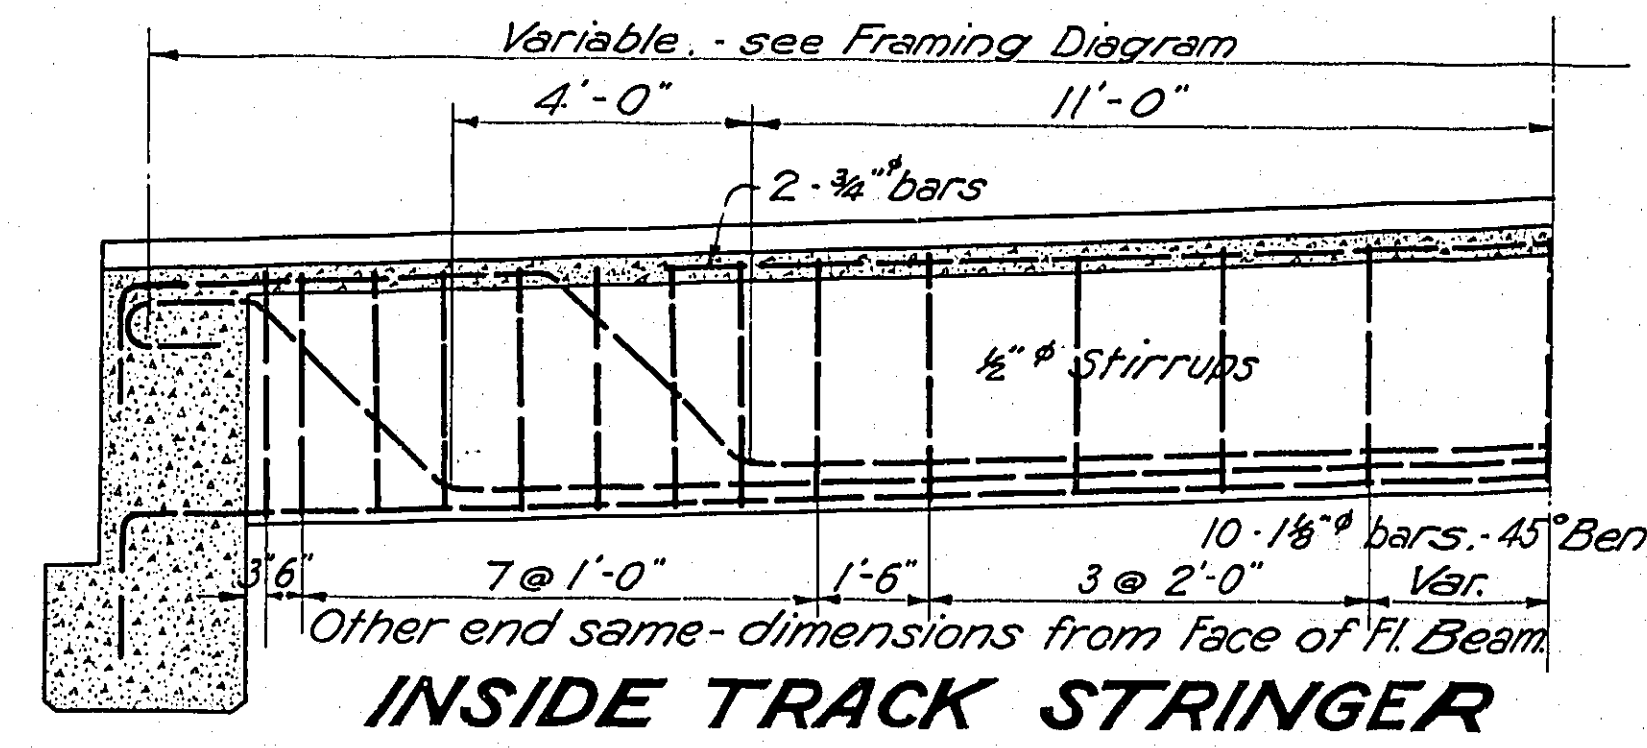 Variable. - see Framing Diagram
4'-0" 11'-0"
2 - ¾"ϕ bars
½" ϕ Stirrups
10 - 1⅛"ϕ bars. - 45° Ben
3" 6" 7 @ 1'-0" 1'-6" 3 @ 2'-0" Var.
Other end same - dimensions from Face of Fl. Beam.
INSIDE TRACK STRINGER